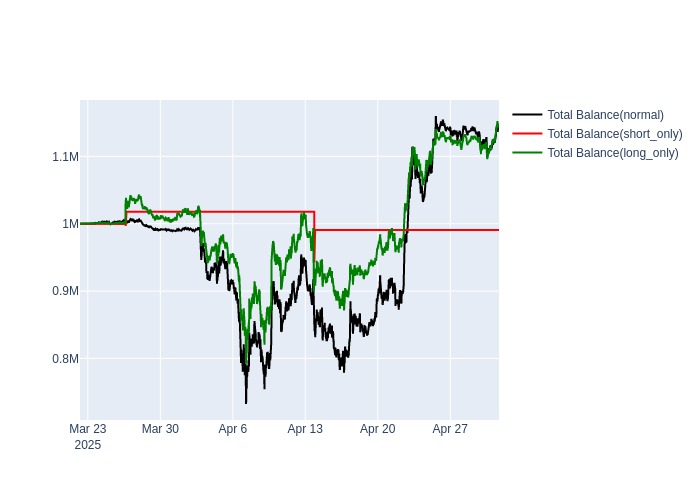 Total Balance(normal)
Total Balance(short_only)
Total Balance(long_only)
1.1M
1M
0.9M
0.8M
Mar 23
2025
Mar 30
Apr 6
Apr 13
Apr 20
Apr 27